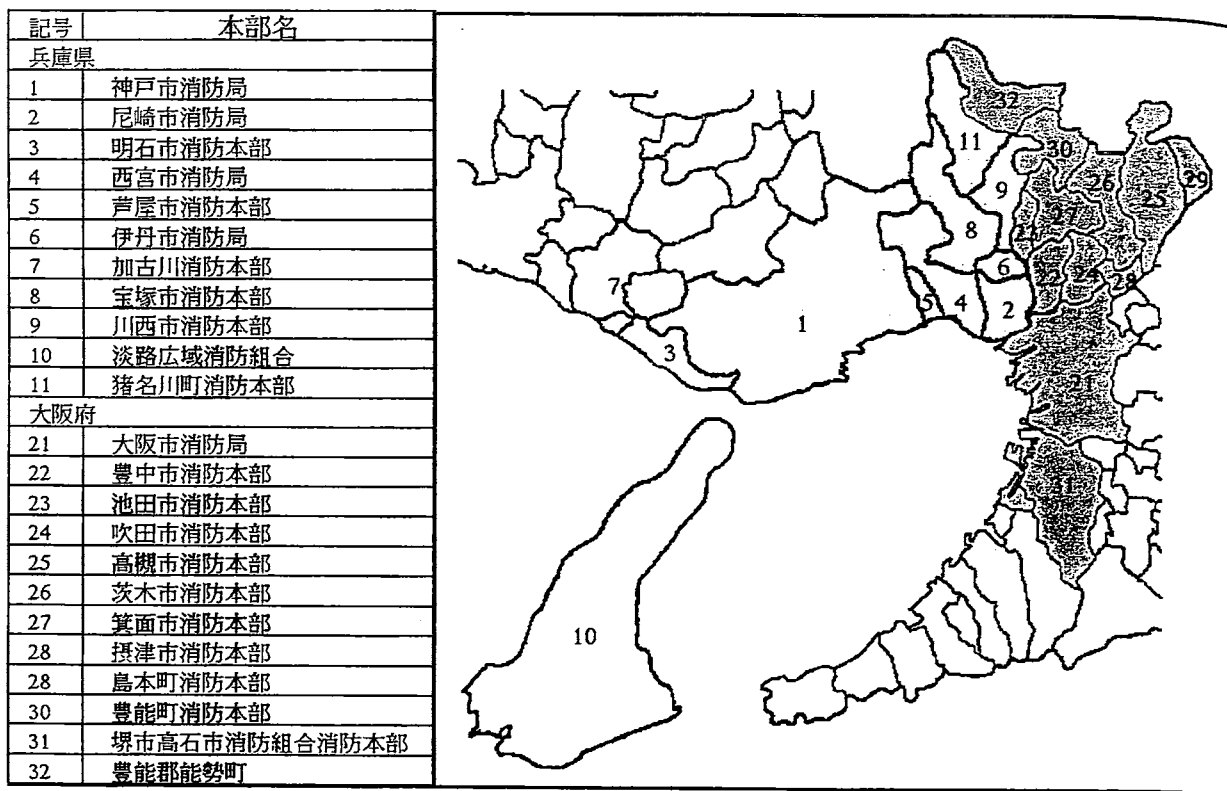 記号 本部名
兵庫県
1 神戸市消防局
2 尼崎市消防局
3 明石市消防本部
4 西宮市消防局
5 芦屋市消防本部
6 伊丹市消防局
7 加古川消防本部
8 宝塚市消防本部
9 川西市消防本部
10 淡路広域消防組合
11 猪名川町消防本部
大阪府
21 大阪市消防局
22 豊中市消防本部
23 池田市消防本部
24 吹田市消防本部
25 高槻市消防本部
26 茨木市消防本部
27 箕面市消防本部
28 摂津市消防本部
28 島本町消防本部
30 豊能町消防本部
31 堺市高石市消防組合消防本部
32 豊能郡能勢町
32
11
30
26
29
25
9
27
8
6
24
28
7
5
4
2
1
3
21
31
10